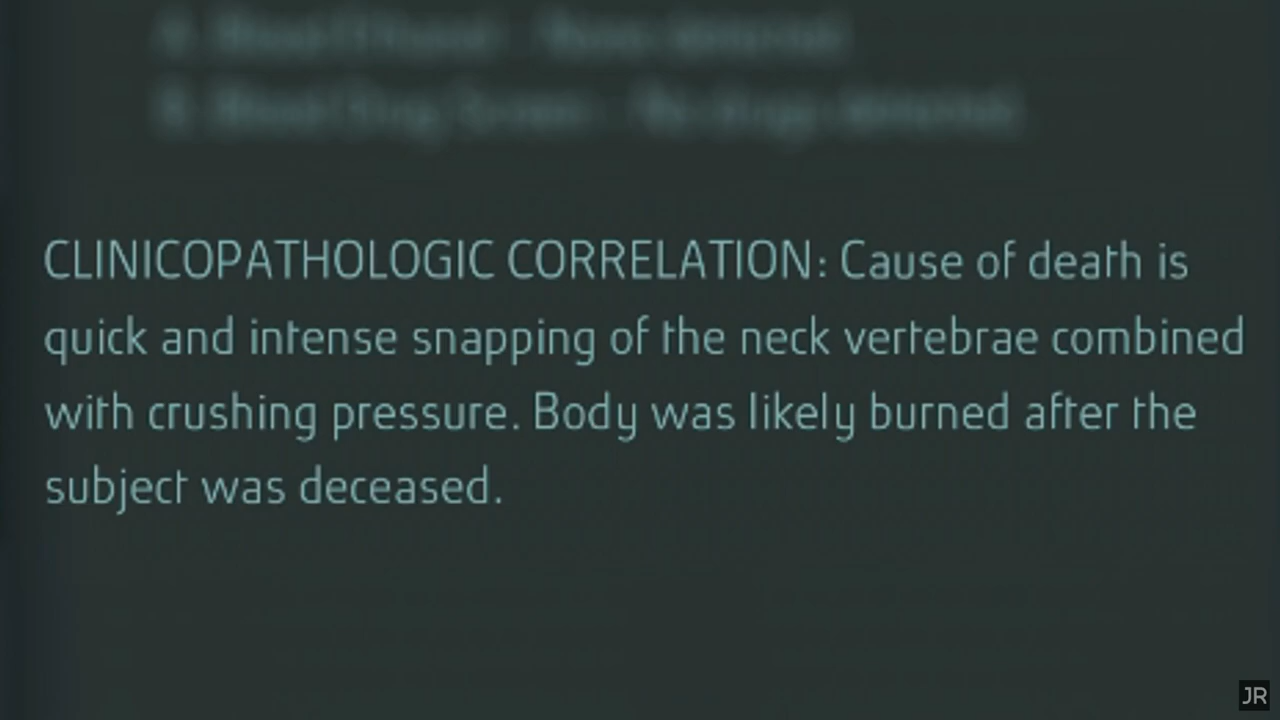 CLINICOPATHOLOGIC CORRELATION: Cause of death is
quick and intense snapping of the neck vertebrae combined
with crushing pressure. Body was likely burned after the
subject was deceased.
JR